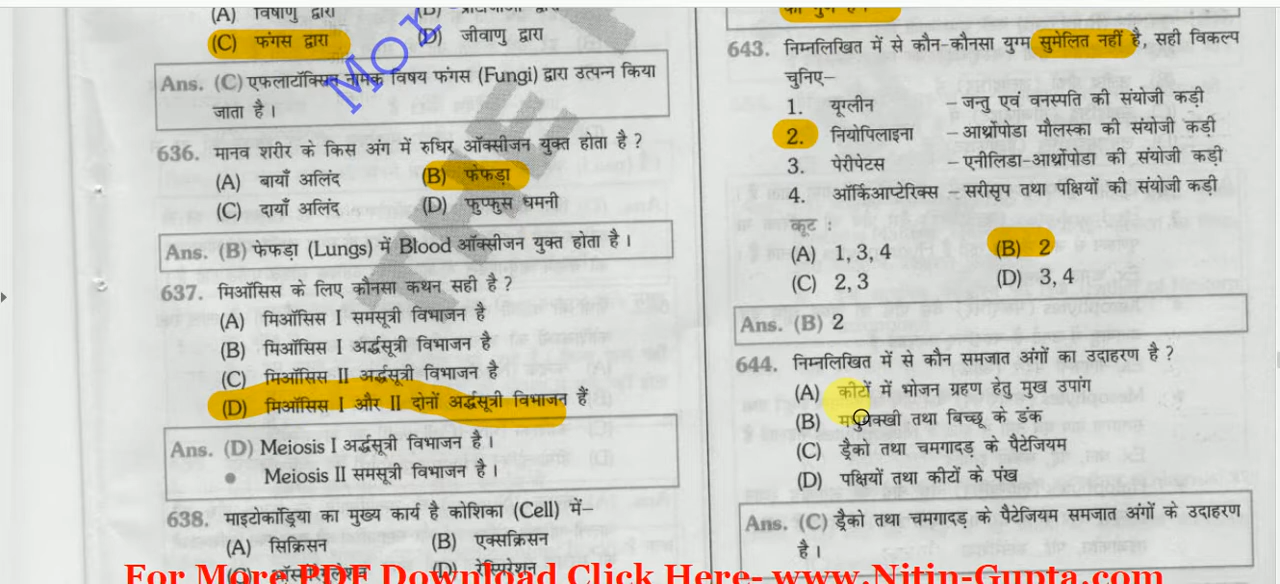 (A) विषाणु द्वारा
(D) जीवाणु द्वारा
(C) फंगस द्वारा
Ans. (C) एफलाटॉक्सिन नामक विषय फंगस (Fungi) द्वारा उत्पन्न किया
जाता है ।
636. मानव शरीर के किस अंग में रुधिर ऑक्सीजन युक्त होता है ?
(A) बायाँ अलिंद (B) फेफड़ा
(C) दायाँ अलिंद (D) फुप्फुस धमनी
Ans. (B) फेफड़ा (Lungs) में Blood ऑक्सीजन युक्त होता है ।
637. मिऑसिस के लिए कौनसा कथन सही है ?
(A) मिऑसिस I समसूत्री विभाजन है
(B) मिऑसिस I अर्द्धसूत्री विभाजन है
(C) मिऑसिस II अर्द्धसूत्री विभाजन है
(D) मिऑसिस I और II दोनों अर्द्धसूत्री विभाजन हैं
Ans. (D) Meiosis I अर्द्धसूत्री विभाजन है ।
● Meiosis II समसूत्री विभाजन है ।
638. माइटोकांड्रिया का मुख्य कार्य है कोशिका (Cell) में–
(A) सिक्रिसन (B) एक्सक्रिसन
(D) रेस्पिरेशन
643. निम्नलिखित में से कौन-कौनसा युग्म सुमेलित नहीं है, सही विकल्प
चुनिए–
1. यूग्लीन – जन्तु एवं वनस्पति की संयोजी कड़ी
2. नियोपिलाइना – आर्थ्रोपोडा मौलस्का की संयोजी कड़ी
3. पेरीपेटस – एनीलिडा-आर्थ्रोपोडा की संयोजी कड़ी
4. ऑर्किआप्टेरिक्स – सरीसृप तथा पक्षियों की संयोजी कड़ी
कूट :
(A) 1, 3, 4 (B) 2
(C) 2, 3 (D) 3, 4
Ans. (B) 2
644. निम्नलिखित में से कौन समजात अंगों का उदाहरण है ?
(A) कीटों में भोजन ग्रहण हेतु मुख उपांग
(B) मधुमक्खी तथा बिच्छू के डंक
(C) ड्रैको तथा चमगादड़ के पैटेजियम
(D) पक्षियों तथा कीटों के पंख
Ans. (C) ड्रैको तथा चमगादड़ के पैटेजियम समजात अंगों के उदाहरण
है ।
For More PDF Download Click Here- www.Nitin-Gupta.com